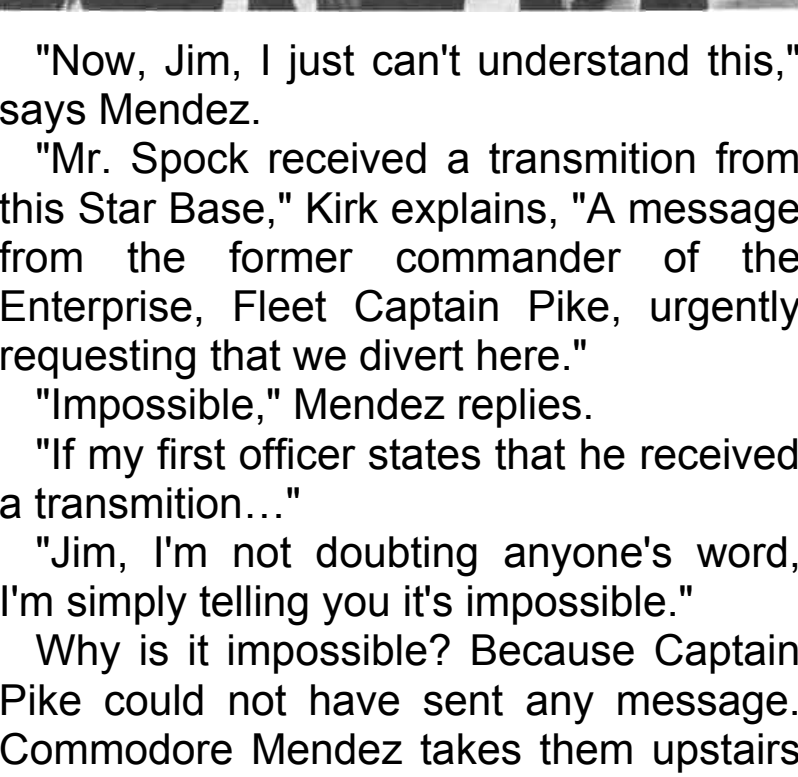 "Now, Jim, I just can't understand this,"
says Mendez.
"Mr. Spock received a transmition from
this Star Base," Kirk explains, "A message
from the former commander of the
Enterprise, Fleet Captain Pike, urgently
requesting that we divert here."
"Impossible," Mendez replies.
"If my first officer states that he received
a transmition…"
"Jim, I'm not doubting anyone's word,
I'm simply telling you it's impossible."
Why is it impossible? Because Captain
Pike could not have sent any message.
Commodore Mendez takes them upstairs